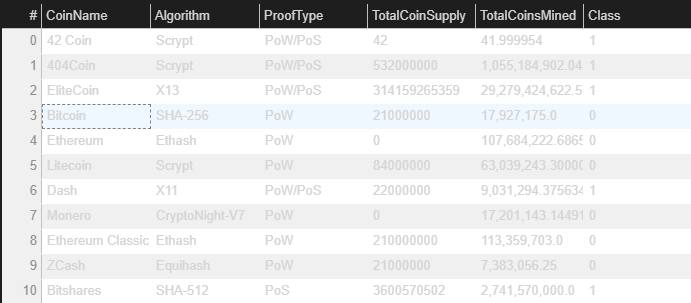 # CoinName Algorithm ProofType TotalCoinSupply TotalCoinsMined Class
0 42 Coin Scrypt PoW/PoS 42 41.999954 1
1 404Coin Scrypt PoW/PoS 532000000 1,055,184,902.04 1
2 EliteCoin X13 PoW/PoS 314159265359 29,279,424,622.5 1
3 Bitcoin SHA-256 PoW 21000000 17,927,175.0 0
4 Ethereum Ethash PoW 0 107,684,222.6865 0
5 Litecoin Scrypt PoW 84000000 63,039,243.30000 0
6 Dash X11 PoW/PoS 22000000 9,031,294.375634 1
7 Monero CryptoNight-V7 PoW 0 17,201,143.14491 0
8 Ethereum Classic Ethash PoW 210000000 113,359,703.0 0
9 ZCash Equihash PoW 21000000 7,383,056.25 0
10 Bitshares SHA-512 PoS 3600570502 2,741,570,000.0 1